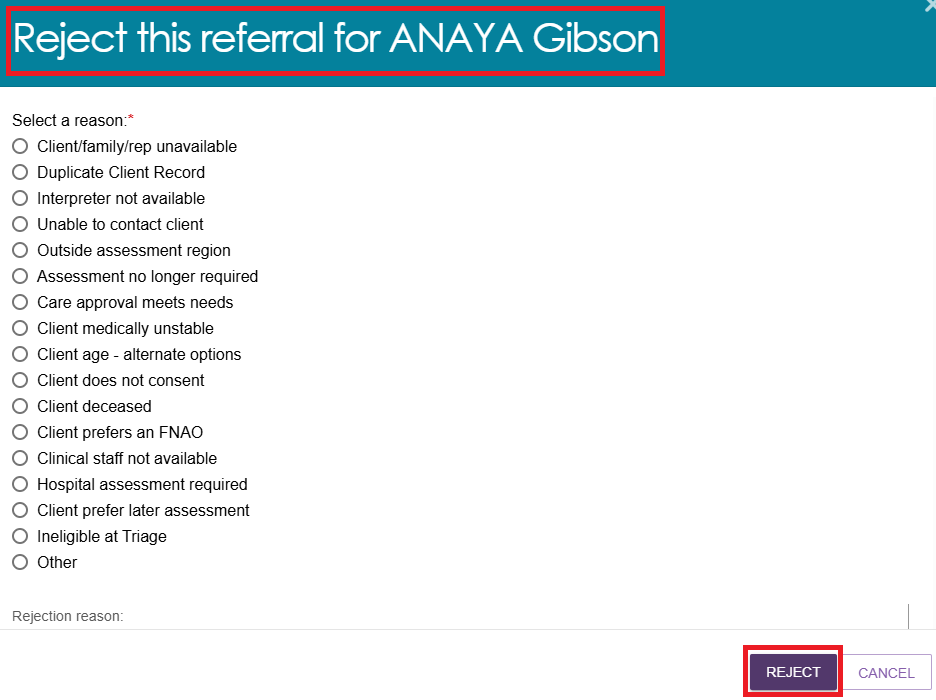 Reject this referral for ANAYA Gibson
Select a reason:*
Client/family/rep unavailable
Duplicate Client Record
Interpreter not available
Unable to contact client
Outside assessment region
Assessment no longer required
Care approval meets needs
Client medically unstable
Client age - alternate options
Client does not consent
Client deceased
Client prefers an FNAO
Clinical staff not available
Hospital assessment required
Client prefer later assessment
Ineligible at Triage
Other
Rejection reason:
REJECT
CANCEL